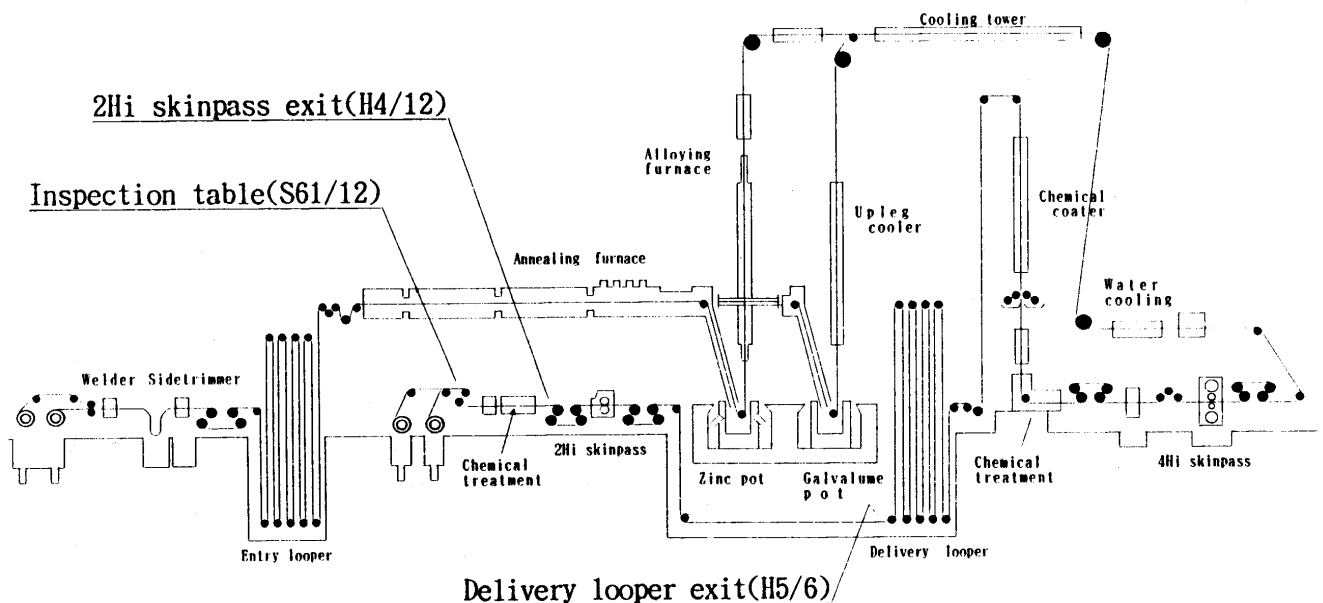 Cooling tower
2Hi skinpass exit(H4/12)
Alloying
furnace
Inspection table(S61/12)
Chemical
coater
Upleg
cooler
Annealing furnace
Water
cooling
Welder Sidetrimmer
2Hi skinpass
Chemical
treatment
Zinc pot
Galvalume
pot
Chemical
treatment
4Hi skinpass
Entry looper
Delivery looper
Delivery looper exit(H5/6)